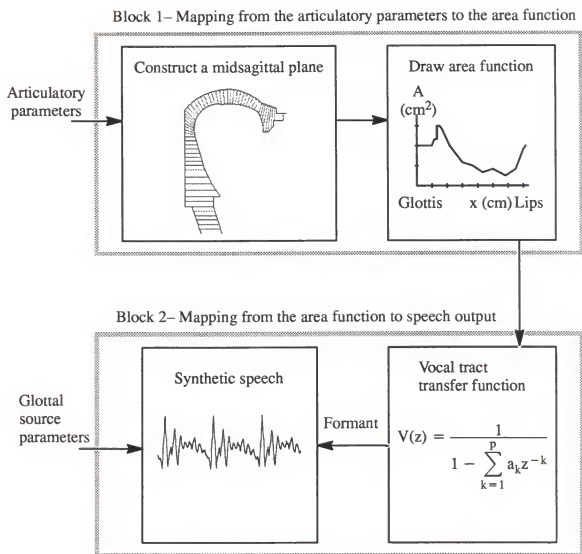 Block 1– Mapping from the articulatory parameters to the area function
Articulatory
parameters
Construct a midsagittal plane
Draw area function
A
(cm²)
Glottis x (cm) Lips
Block 2– Mapping from the area function to speech output
Glottal
source
parameters
Synthetic speech
Formant
Vocal tract
transfer function
V(z) = 1 / (1 − ∑_{k=1}^{p} a_k z^{−k})